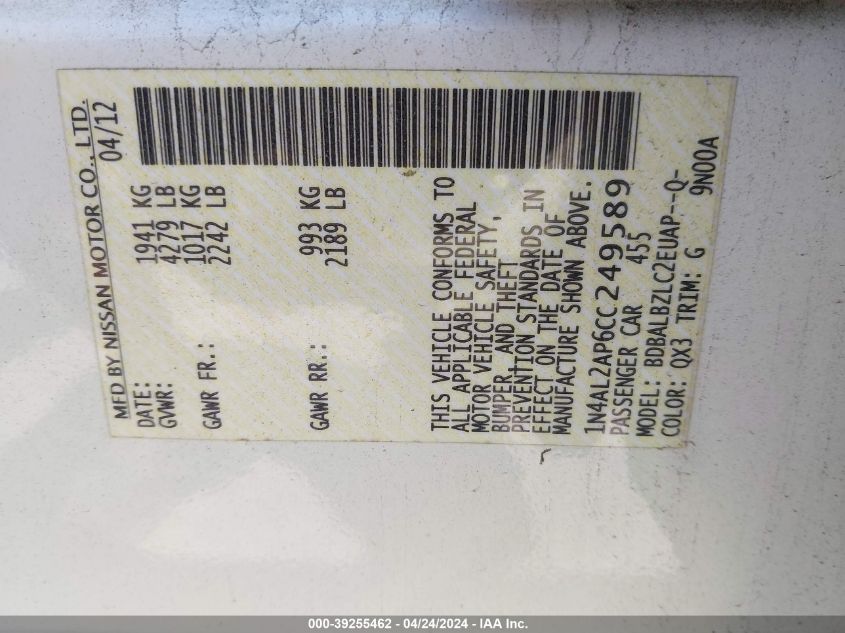 MFD BY NISSAN MOTOR CO., LTD.
DATE: 04/12
GVWR: 1941 KG
4279 LB
GAWR FR.: 1017 KG
2242 LB
GAWR RR.: 993 KG
2189 LB
THIS VEHICLE CONFORMS TO
ALL APPLICABLE FEDERAL
MOTOR VEHICLE SAFETY,
BUMPER, AND THEFT
PREVENTION STANDARDS IN
EFFECT ON THE DATE OF
MANUFACTURE SHOWN ABOVE.
1N4AL2AP6CC249589
PASSENGER CAR 455
MODEL: BDBALBZLC2EUAP--Q-
COLOR: QX3 TRIM: G 9N00A
000-39255462 - 04/24/2024 - IAA Inc.